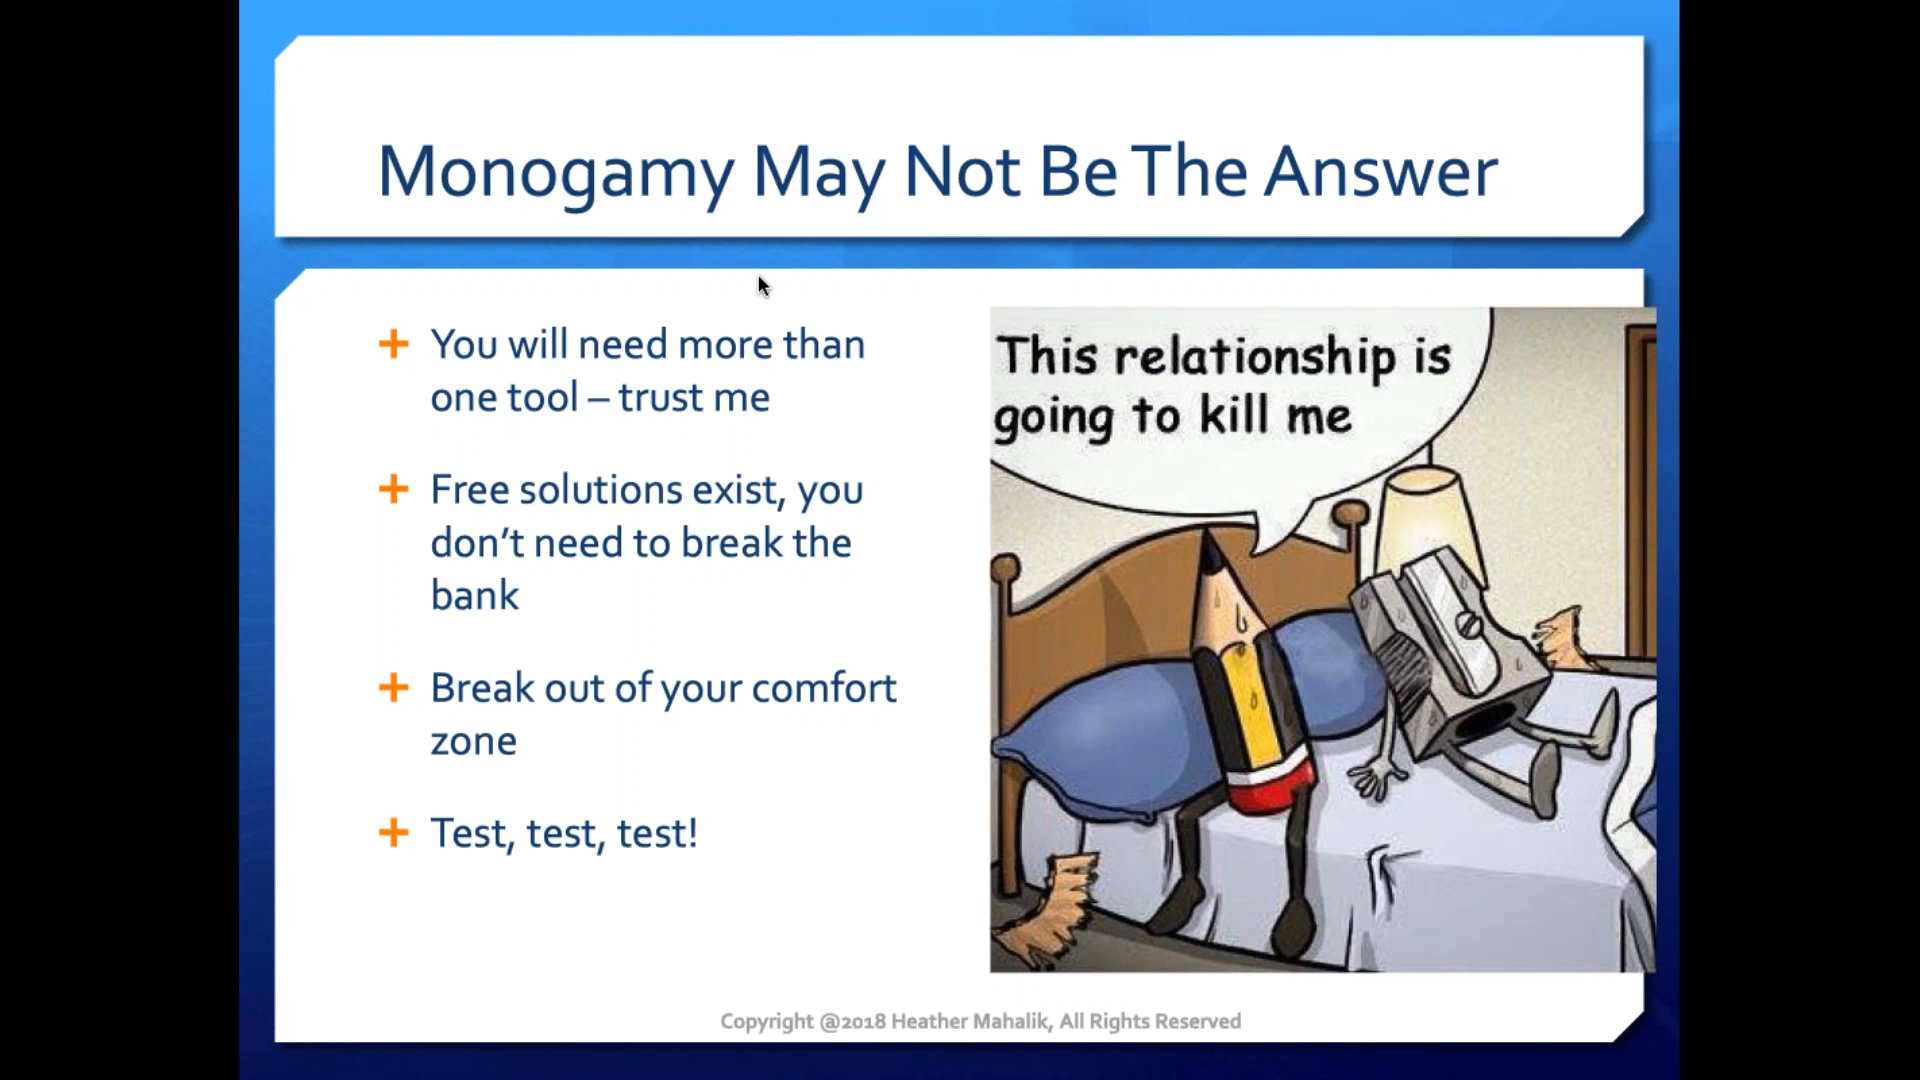 Monogamy May Not Be The Answer
You will need more than
one tool – trust me
Free solutions exist, you
don't need to break the
bank
Break out of your comfort
zone
Test, test, test!
This relationship is
going to kill me
Copyright @2018 Heather Mahalik, All Rights Reserved